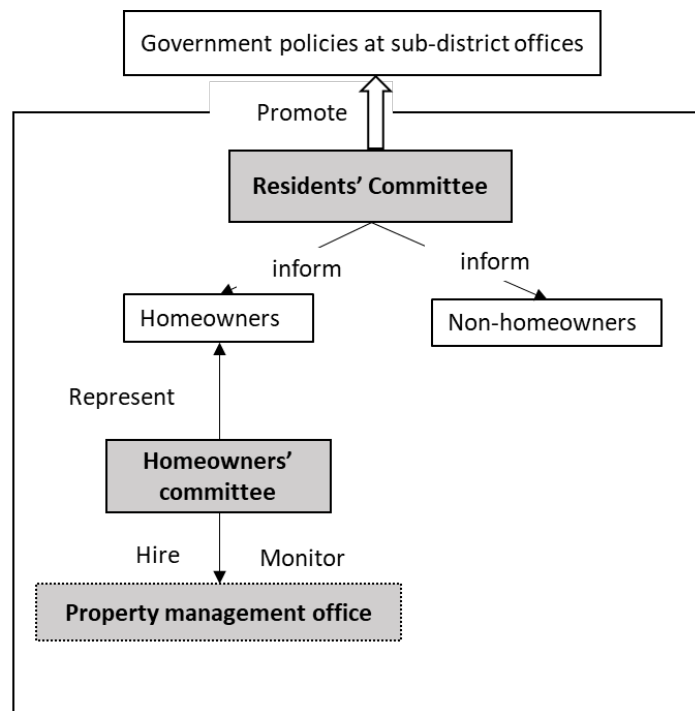 Government policies at sub-district offices
Promote
Residents’ Committee
inform
inform
Homeowners
Non-homeowners
Represent
Homeowners’
committee
Hire
Monitor
Property management office